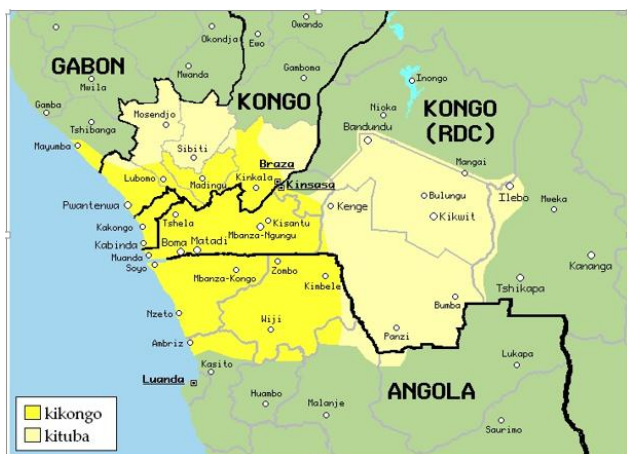 Owando
Okondja
Ewo
GABON
Mwanda
Gamboma
Mwila
Inongo
KONGO
Gamba
Mosendjo
Nioka
KONGO
(RDC)
Tshibanga
Bandundu
Sibiti
Mayumba
Braza
Mangai
Lubomo
Madingu
Kinkala
Kinsasa
Ilebo
Bulungu
Pwantenwa
Tshela
Kisantu
Kenge
Kikwit
Mweka
Kakongo
Mbanza-Ngungu
Kabinda
Boma
Matadi
Muanda
Zombo
Kananga
Soyo
Mbanza-Kongo
Kimbele
Tshikapa
Bumba
Nzeto
Wiji
Panzi
Ambriz
Lukapa
Kasito
Luanda
ANGOLA
Huambo
Malanje
Saurimo
kikongo
kituba